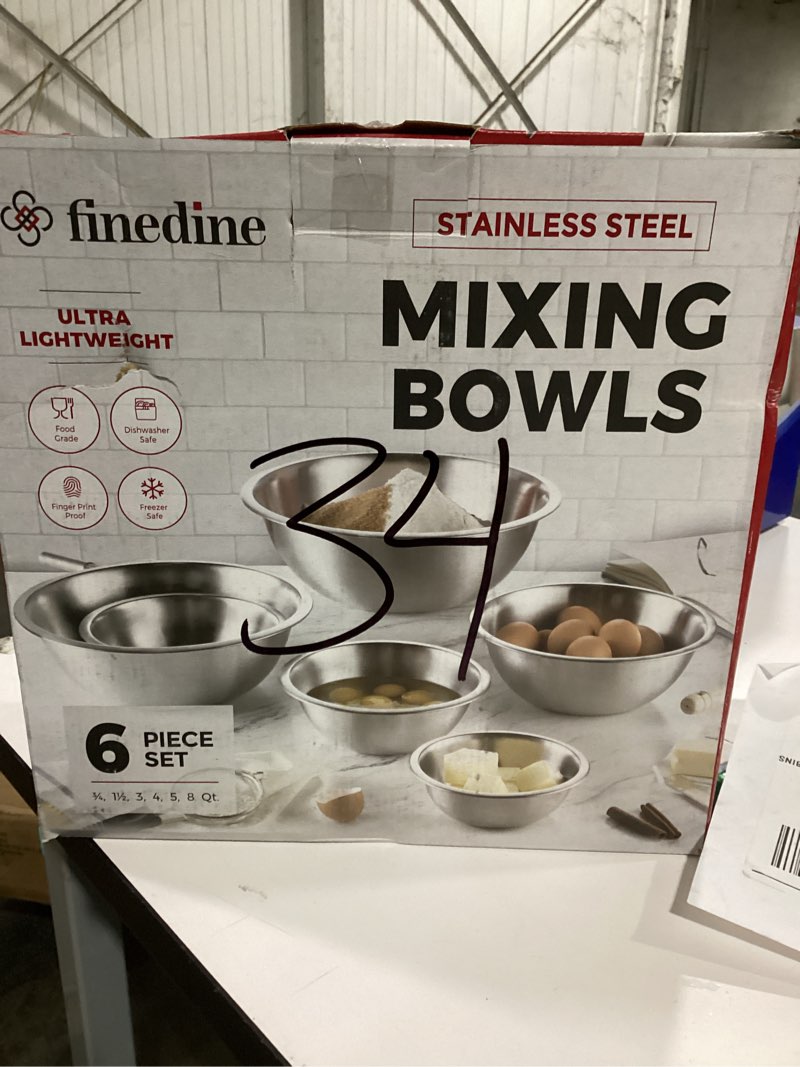 finedine
STAINLESS STEEL
MIXING
BOWLS
ULTRA
LIGHTWEIGHT
Food
Grade
Dishwasher
Safe
Finger Print
Proof
Freezer
Safe
34
6 PIECE
SET
¾, 1½, 3, 4, 5, 8 Qt.